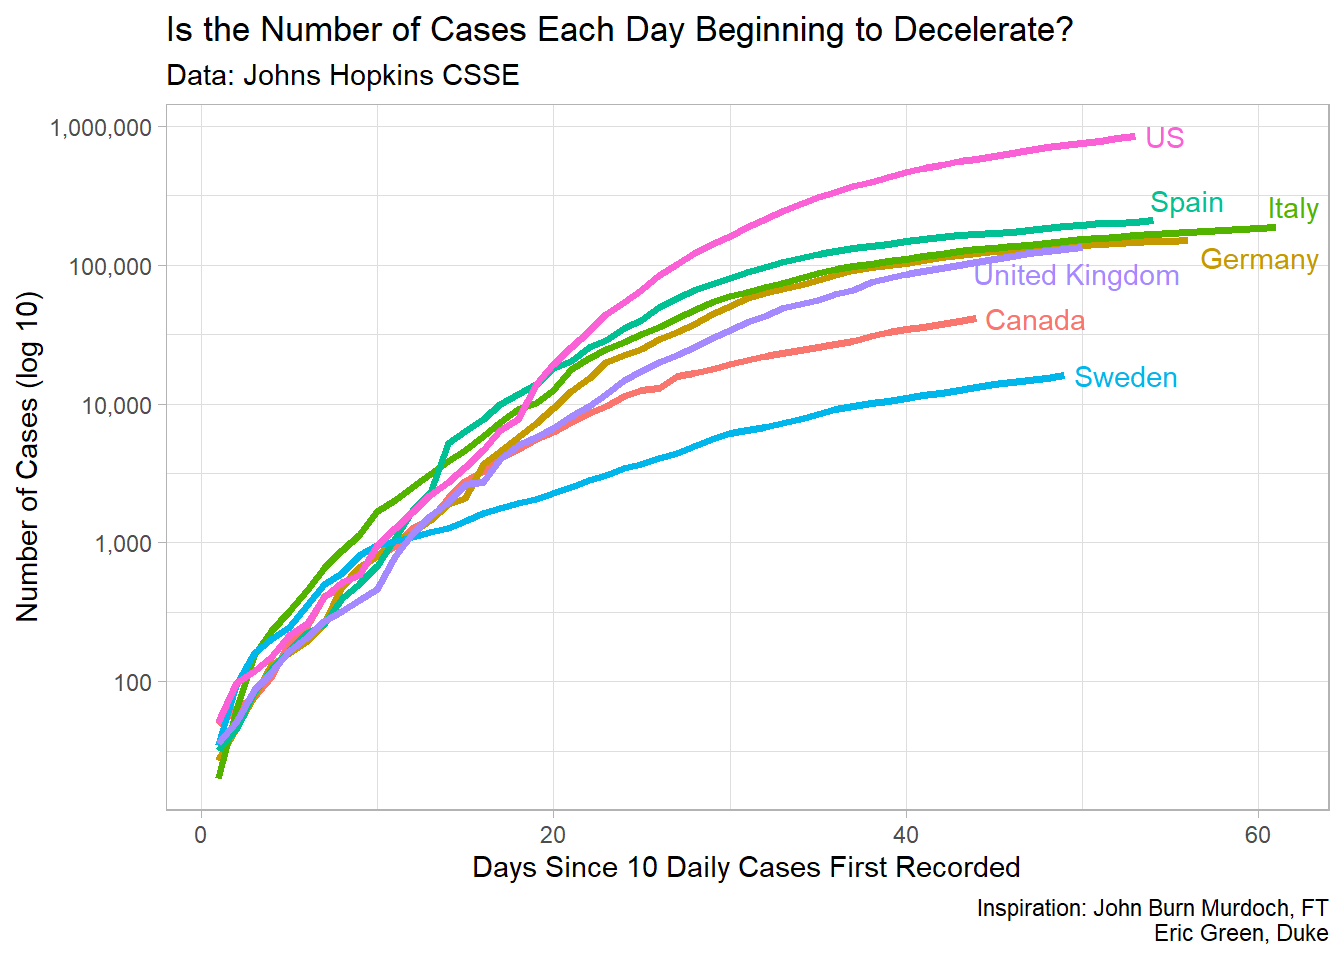 Is the Number of Cases Each Day Beginning to Decelerate?
Data: Johns Hopkins CSSE
1,000,000
100,000
10,000
1,000
100
Number of Cases (log 10)
US
Spain
Italy
Germany
United Kingdom
Canada
Sweden
0
20
40
60
Days Since 10 Daily Cases First Recorded
Inspiration: John Burn Murdoch, FT
Eric Green, Duke